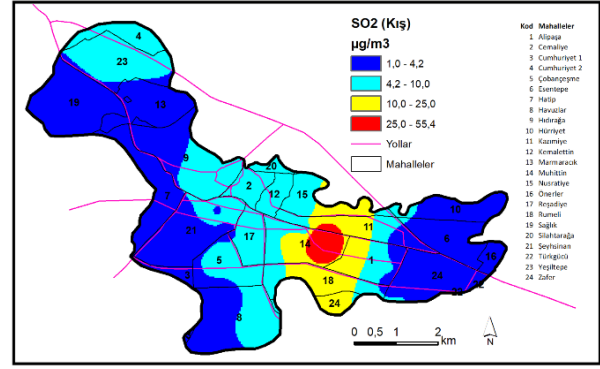 SO2 (Kış)
µg/m3
1,0 - 4,2
4,2 - 10,0
10,0 - 25,0
25,0 - 55,4
Yollar
Mahalleler
Kod Mahalleler
1 Alipaşa
2 Cemaliye
3 Cumhuriyet 1
4 Cumhuriyet 2
5 Çobançeşme
6 Esentepe
7 Hatip
8 Havuzlar
9 Hıdırağa
10 Hürriyet
11 Kazımiye
12 Kemalettin
13 Marmaracık
14 Muhittin
15 Nusratiye
16 Önerler
17 Reşadiye
18 Rumeli
19 Sağlık
20 Silahtarağa
21 Şeyhsinan
22 Türkgücü
23 Yeşiltepe
24 Zafer
4
23
19
13
9
20
2
12
15
7
21
17
14
11
10
6
16
5
1
24
18
24
3
8
0 0,5 1 2
km
N